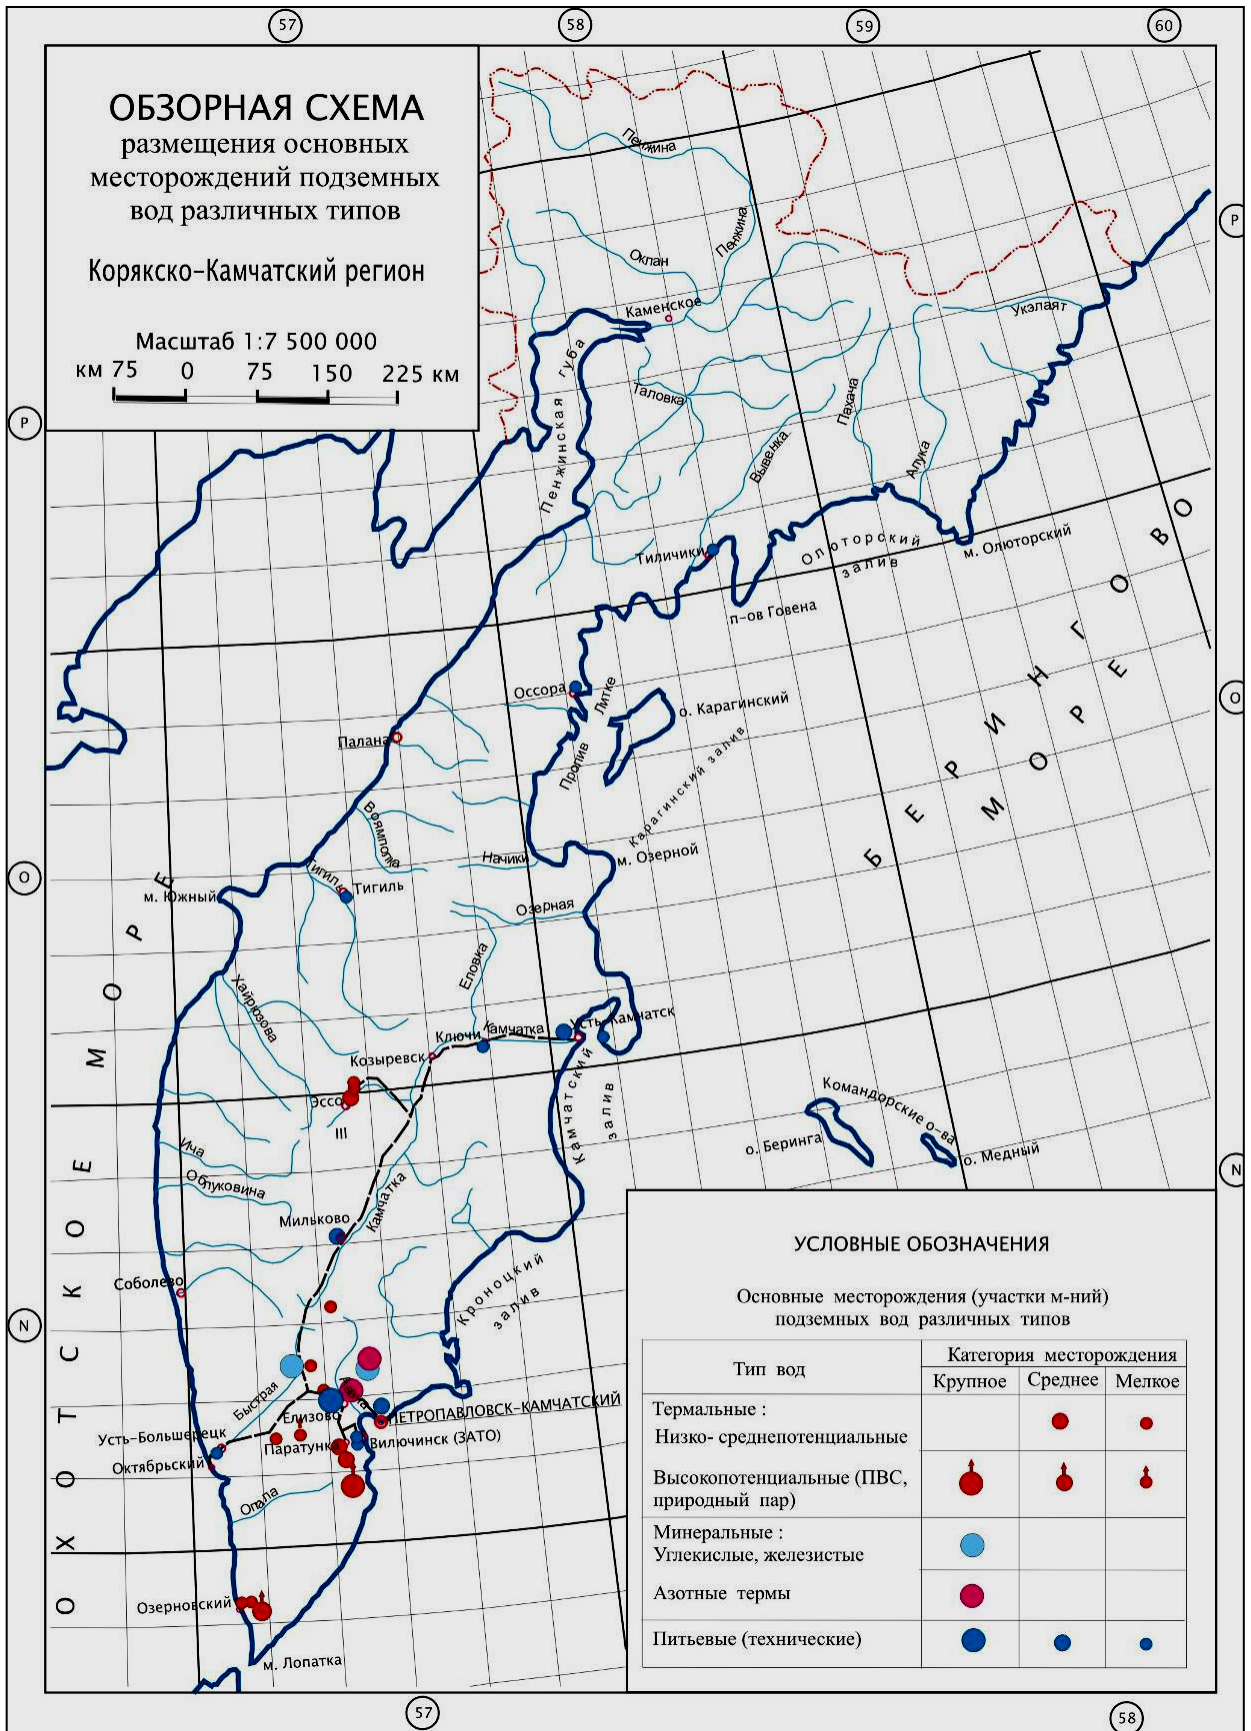 57
58
59
60
ОБЗОРНАЯ СХЕМА
размещения основных
месторождений подземных
вод различных типов
Корякско-Камчатский регион
Масштаб 1:7 500 000
км 75 0 75 150 225 км
Р
Р
О
О
N
N
Пенжина
Пенжина
Оклан
Каменское
Укэлаят
Пенжинская губа
Таловка
Пахача
Вывенка
Апука
Тиличики
Олюторский
залив
м. Олюторский
п-ов Говена
БЕРИНГОВО
МОРЕ
Оссора
Литке
Пролив
о. Карагинский
Карагинский залив
Палана
Воямполка
Начики
м. Озерной
Тигиль
Тигиль
м. Южный
Озерная
Еловка
Хайрюзова
Ключи
Камчатка
Усть-Камчатск
Козыревск
Камчатский
залив
Эссо
III
Командорские о-ва
о. Беринга
о. Медный
Ича
Облуковина
Камчатка
Мильково
Соболево
Кроноцкий
залив
ОХОТСКОЕ МОРЕ
Быстрая
Елизово
ПЕТРОПАВЛОВСК-КАМЧАТСКИЙ
Усть-Большерецк
Паратунка
Вилючинск (ЗАТО)
Октябрьский
Опала
Озерновский
м. Лопатка
УСЛОВНЫЕ ОБОЗНАЧЕНИЯ
Основные месторождения (участки м-ний)
подземных вод различных типов
Тип вод
Категория месторождения
Крупное Среднее Мелкое
Термальные :
Низко- среднепотенциальные
Высокопотенциальные (ПВС,
природный пар)
Минеральные :
Углекислые, железистые
Азотные термы
Питьевые (технические)
57
58